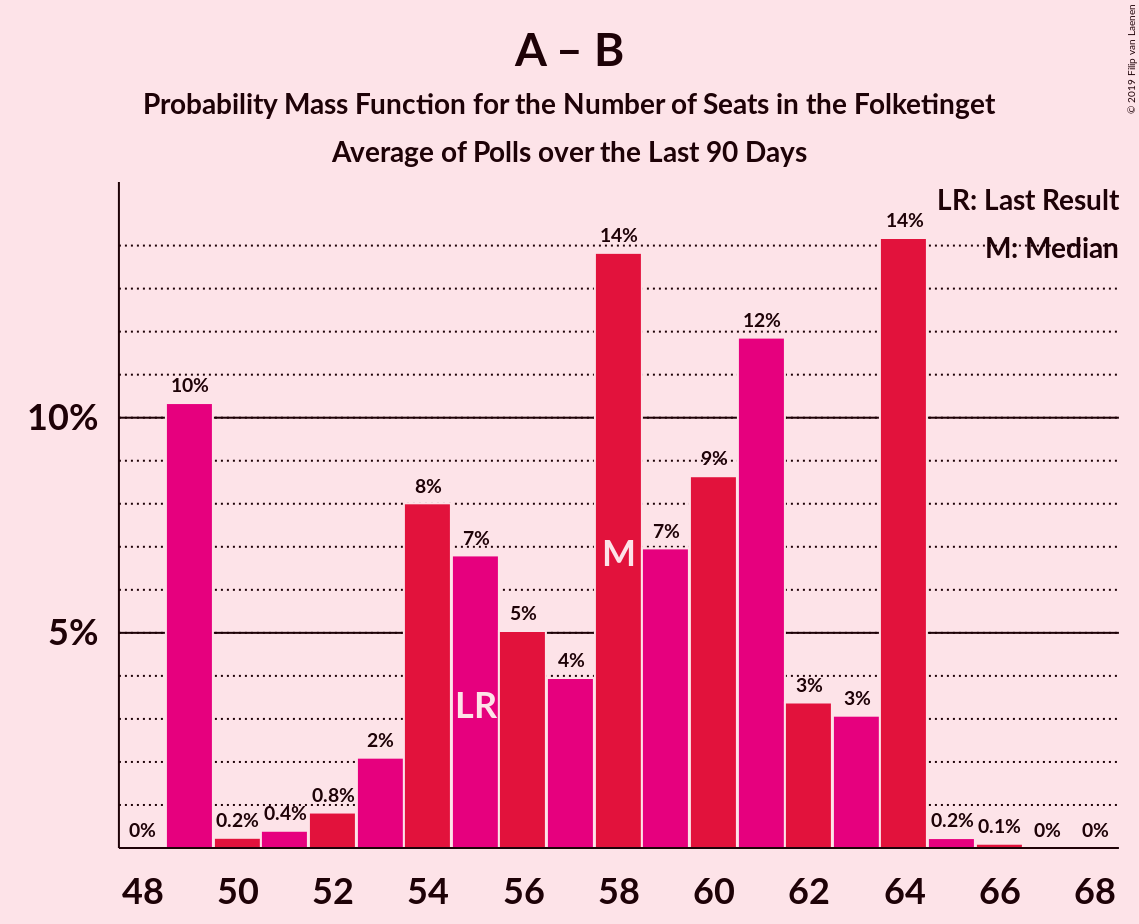 © 2019 Filip van Laenen
A – B
Probability Mass Function for the Number of Seats in the Folketinget
Average of Polls over the Last 90 Days
LR: Last Result
M: Median
10%
5%
0%
10%
0.2%
0.4%
0.8%
2%
8%
7%
5%
4%
14%
7%
9%
12%
3%
3%
14%
0.2%
0.1%
0%
0%
LR
M
48 50 52 54 56 58 60 62 64 66 68